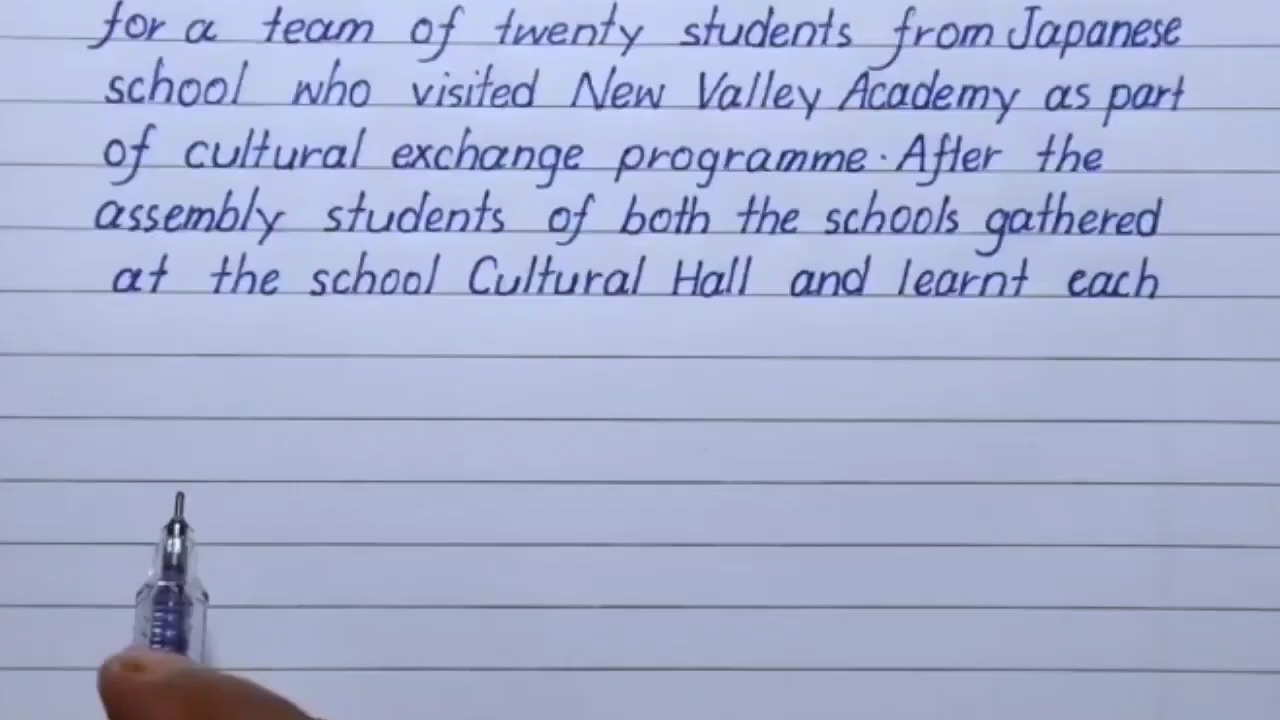 for a team of twenty students from Japanese
school who visited New Valley Academy as part
of cultural exchange programme. After the
assembly students of both the schools gathered
at the school Cultural Hall and learnt each